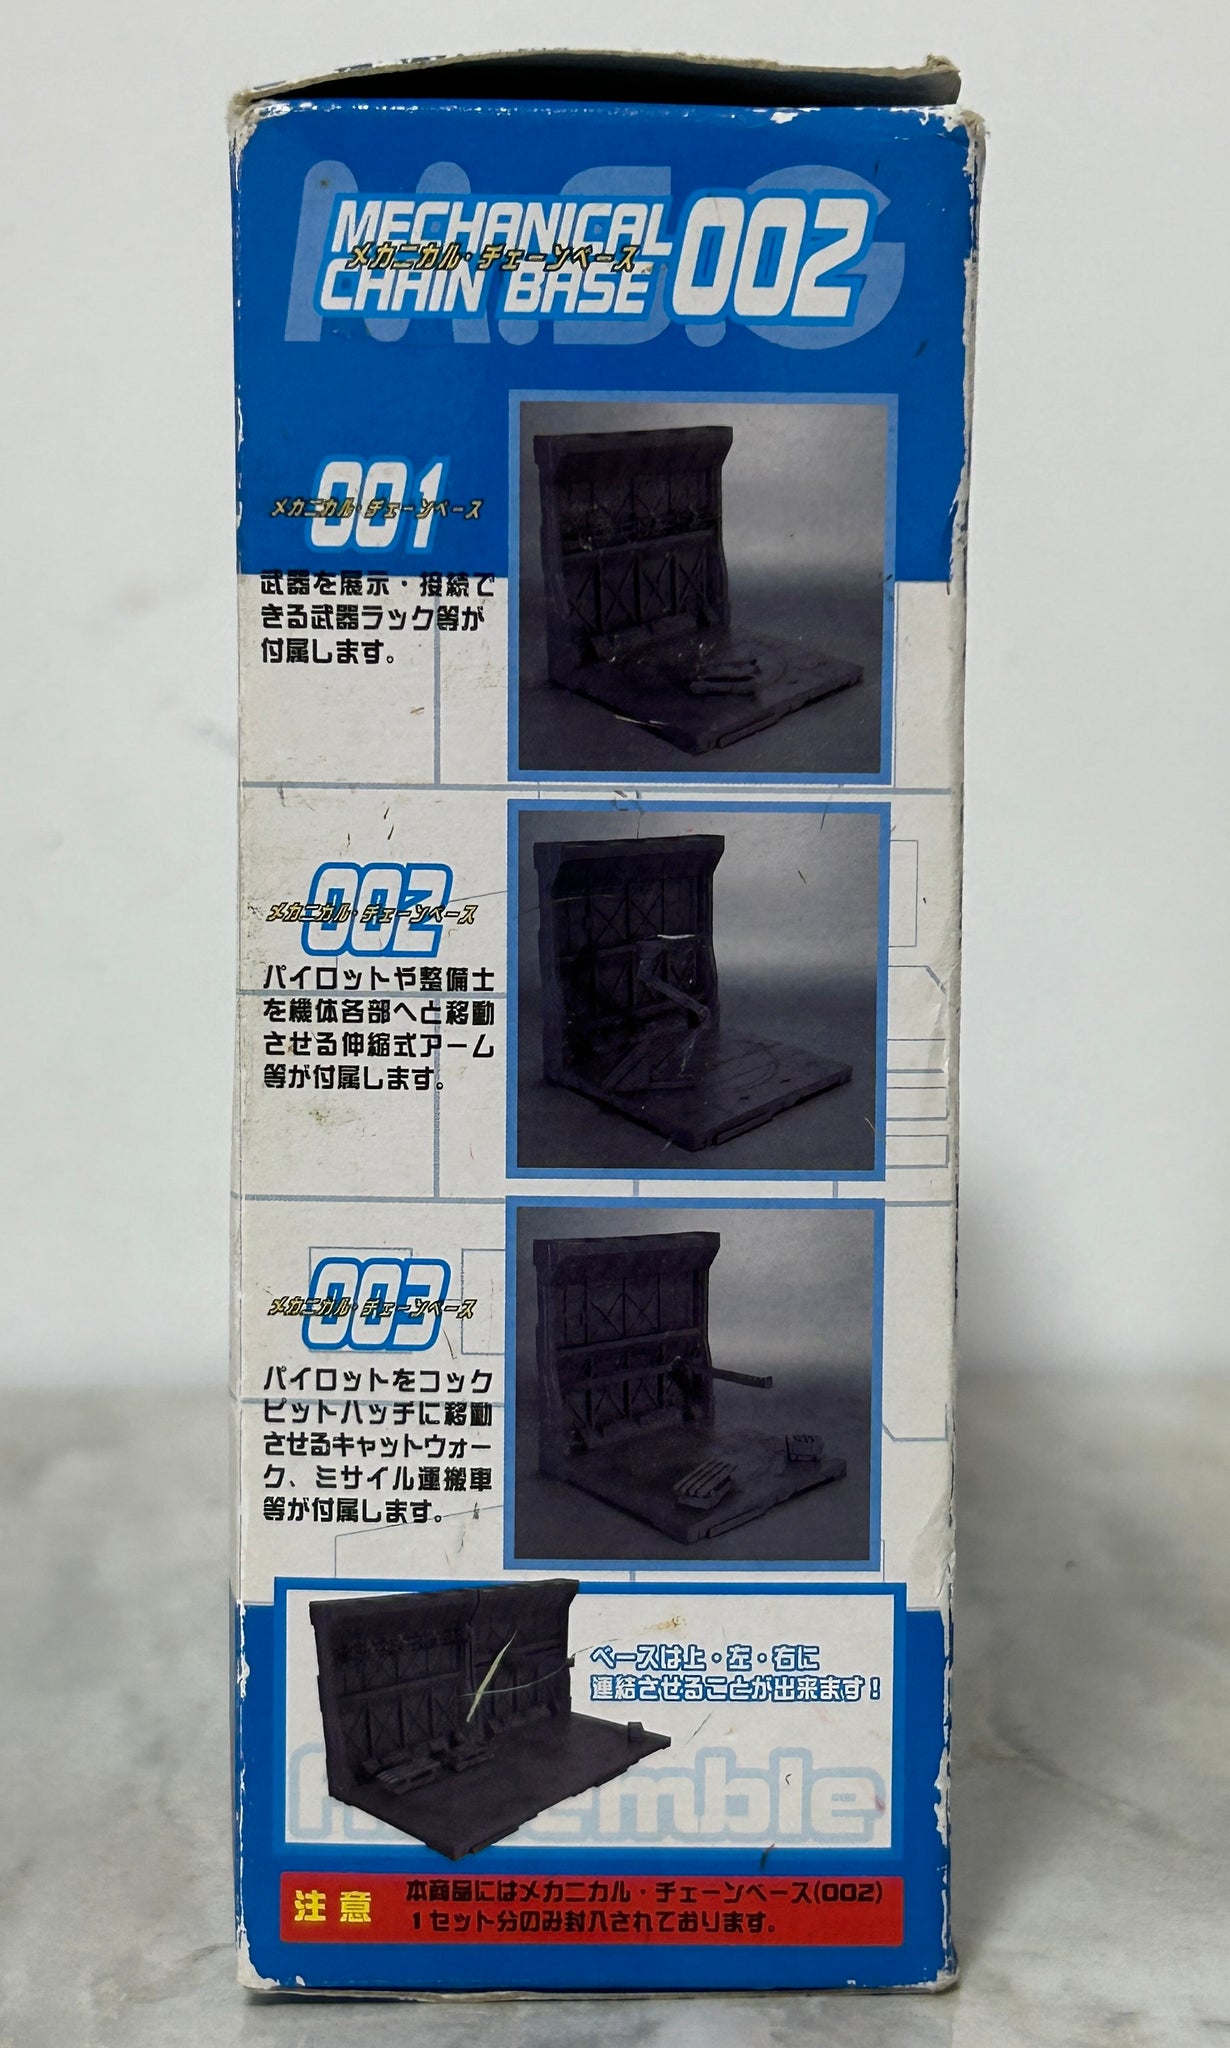 M.S.G
MECHANICAL
メカニカル・チェーンベース
CHAIN BASE 002
001
メカニカル・チェーンベース
武器を展示・接続で
きる武器ラック等が
付属します。
002
メカニカル・チェーンベース
パイロットや整備士
を機体各部へと移動
させる伸縮式アーム
等が付属します。
003
メカニカル・チェーンベース
パイロットをコック
ピットハッチに移動
させるキャットウォー
ク、ミサイル運搬車
等が付属します。
ベースは上・左・右に
連結させることが出来ます！
注意
本商品にはメカニカル・チェーンベース(002)
1セット分のみ封入されております。